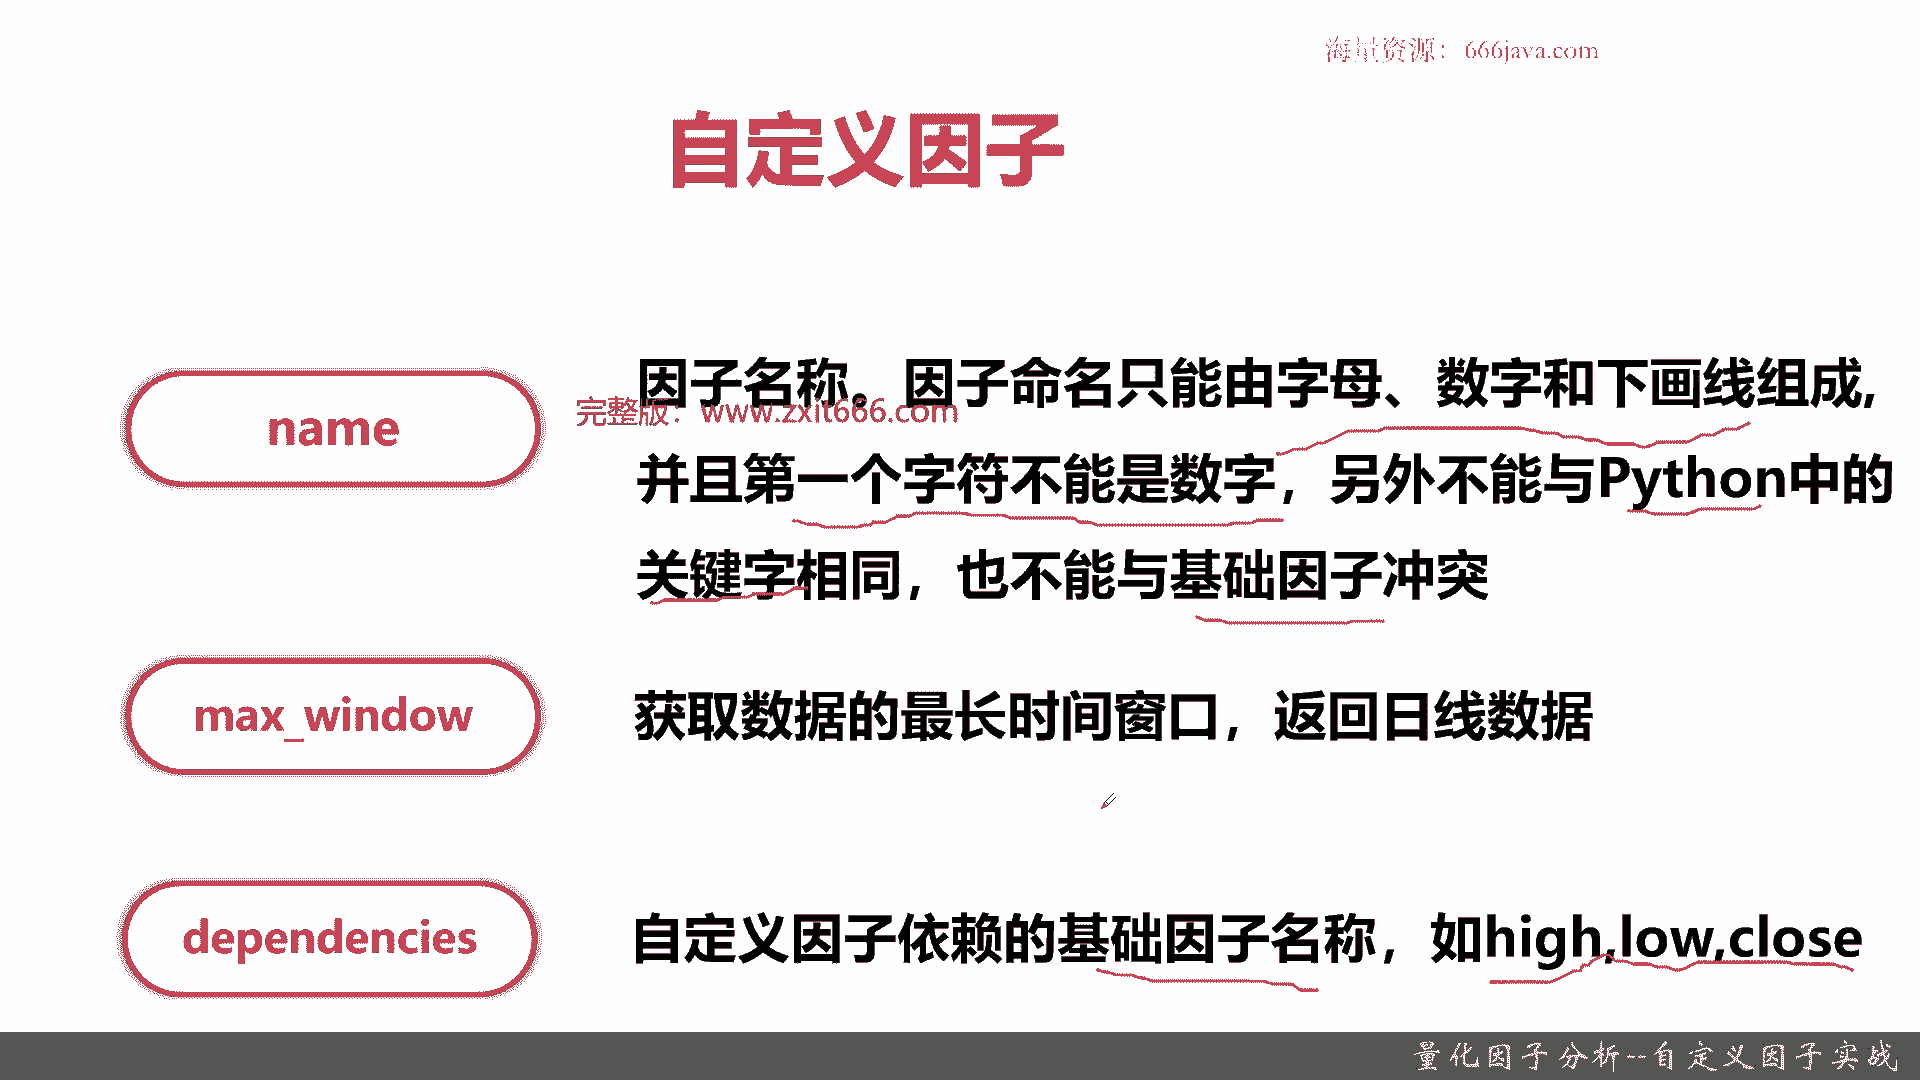 海量资源：666java.com
自定义因子
name
因子名称。因子命名只能由字母、数字和下画线组成,
完整版：www.zxit666.com
并且第一个字符不能是数字，另外不能与Python中的
关键字相同，也不能与基础因子冲突
max_window
获取数据的最长时间窗口，返回日线数据
dependencies
自定义因子依赖的基础因子名称，如high,low,close
量化因子分析--自定义因子实战